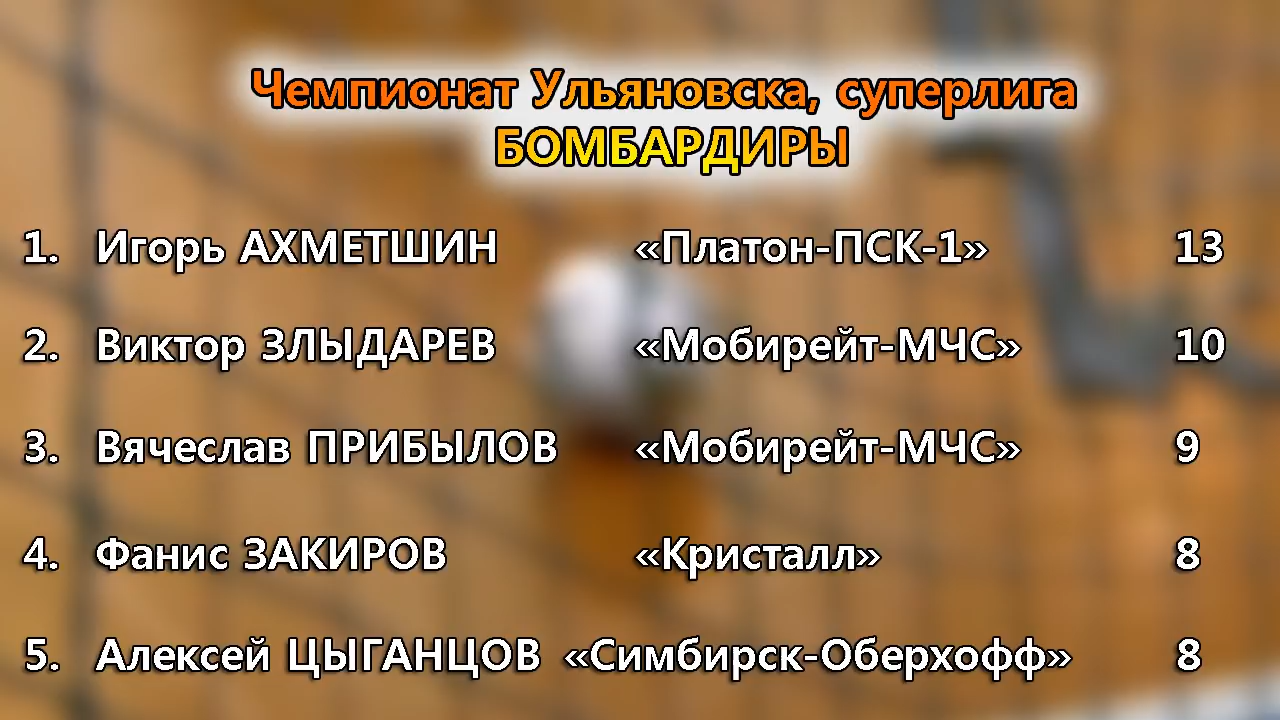 Чемпионат Ульяновска, суперлига
БОМБАРДИРЫ
1. Игорь АХМЕТШИН «Платон-ПСК-1» 13
2. Виктор ЗЛЫДАРЕВ «Мобирейт-МЧС» 10
3. Вячеслав ПРИБЫЛОВ «Мобирейт-МЧС» 9
4. Фанис ЗАКИРОВ «Кристалл» 8
5. Алексей ЦЫГАНЦОВ «Симбирск-Оберхофф» 8